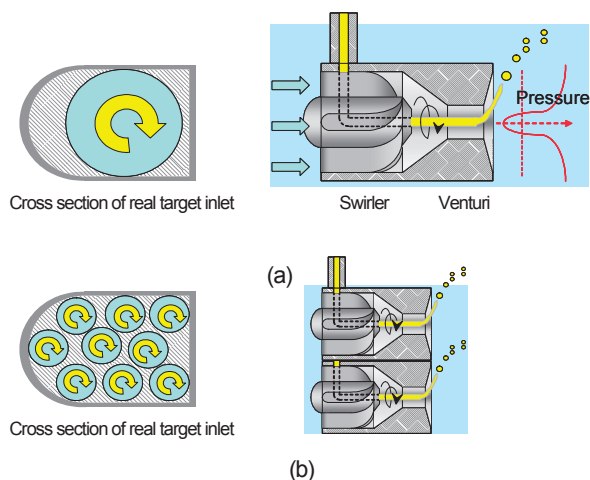 Pressure
Cross section of real target inlet
Swirler
Venturi
(a)
Cross section of real target inlet
(b)